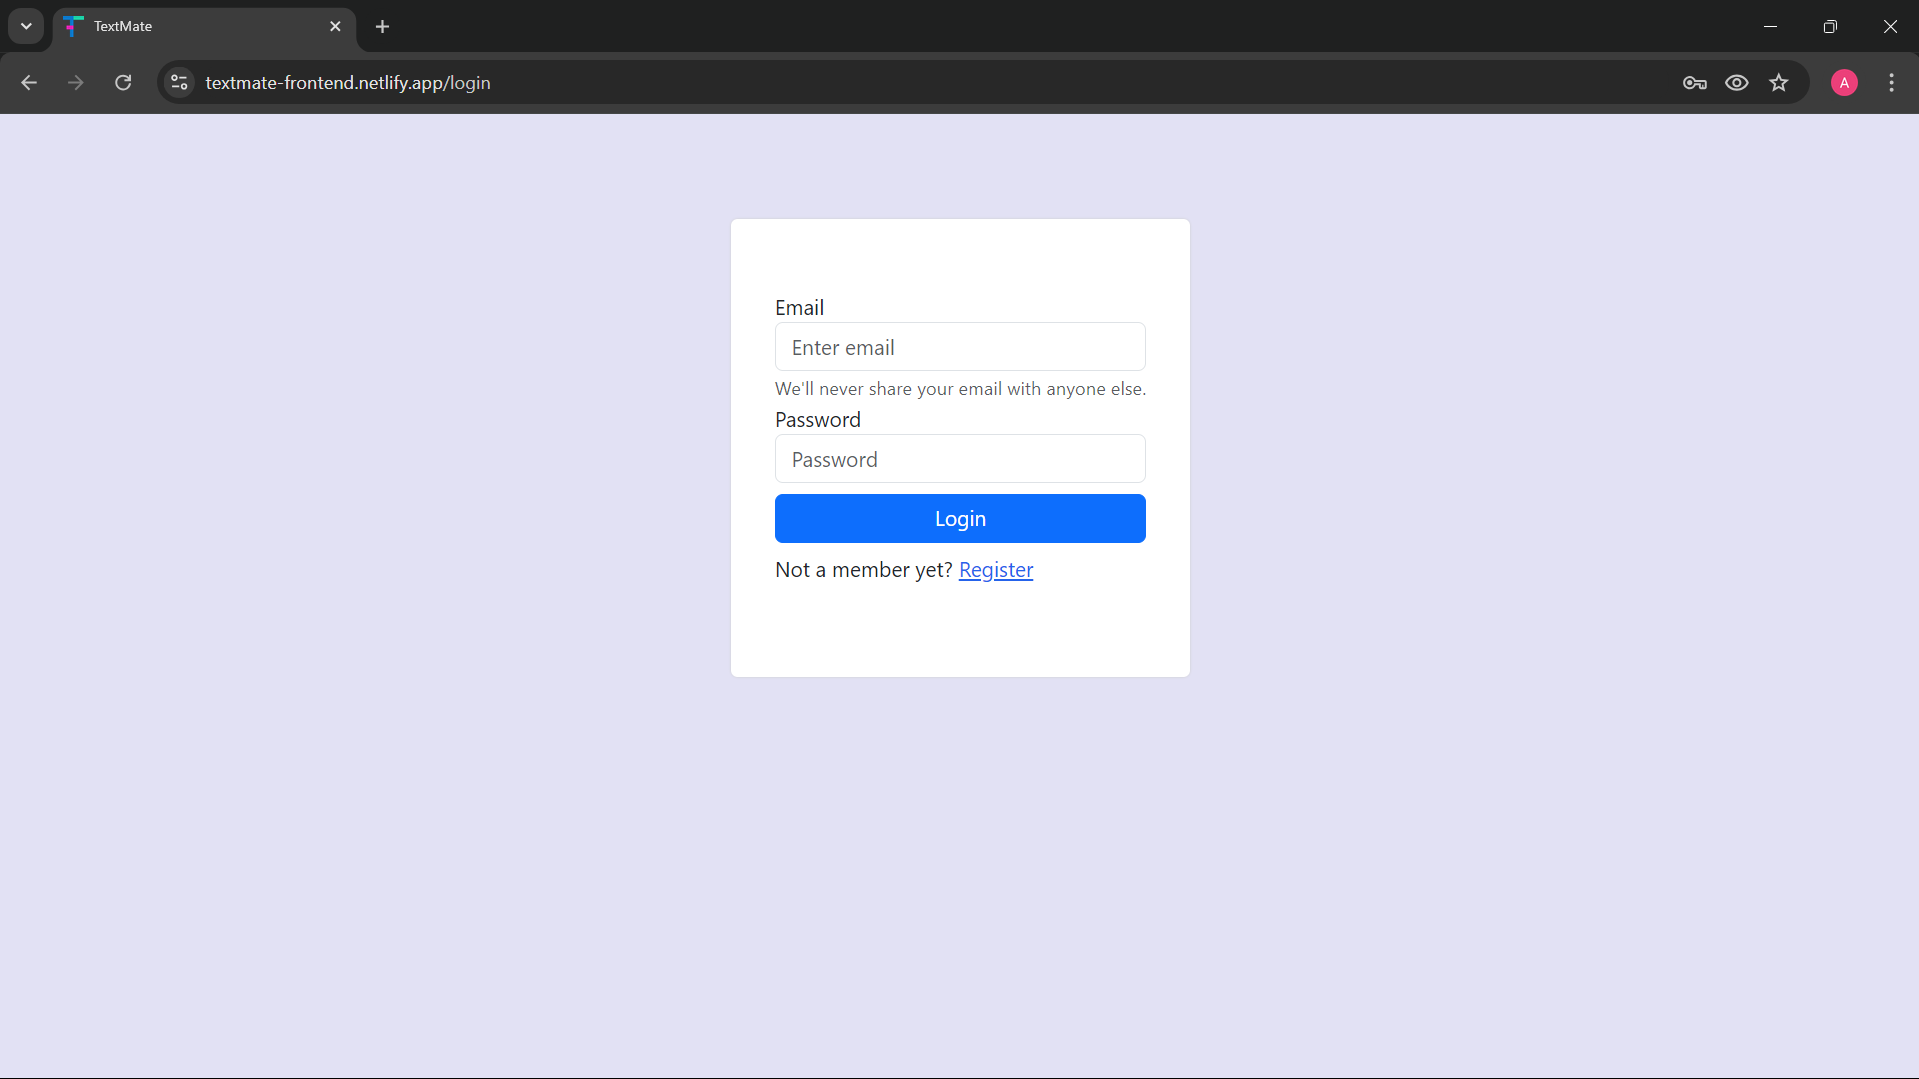 TextMate
textmate-frontend.netlify.app/login
A
Email
Enter email
We'll never share your email with anyone else.
Password
Password
Login
Not a member yet? Register